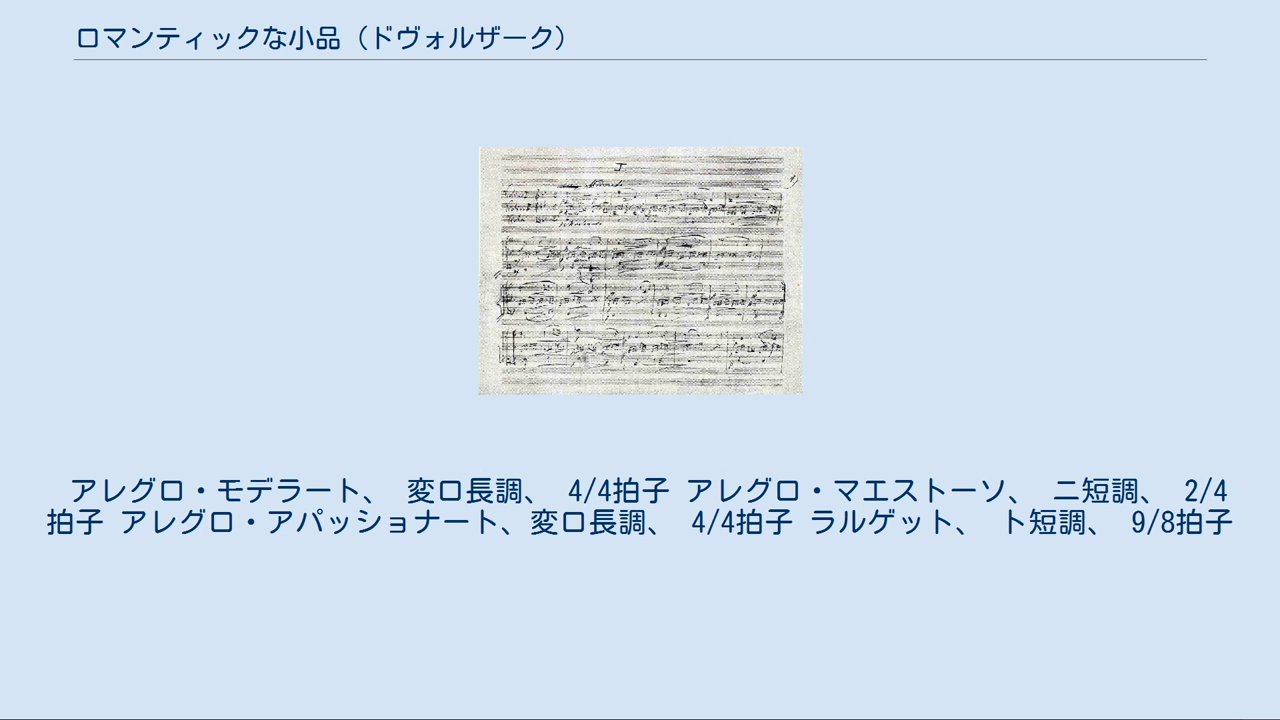 ロマンティックな小品（ドヴォルザーク）
アレグロ・モデラート、 変ロ長調、 4/4拍子 アレグロ・マエストーソ、 ニ短調、 2/4
拍子 アレグロ・アパッショナート、変ロ長調、 4/4拍子 ラルゲット、 ト短調、 9/8拍子